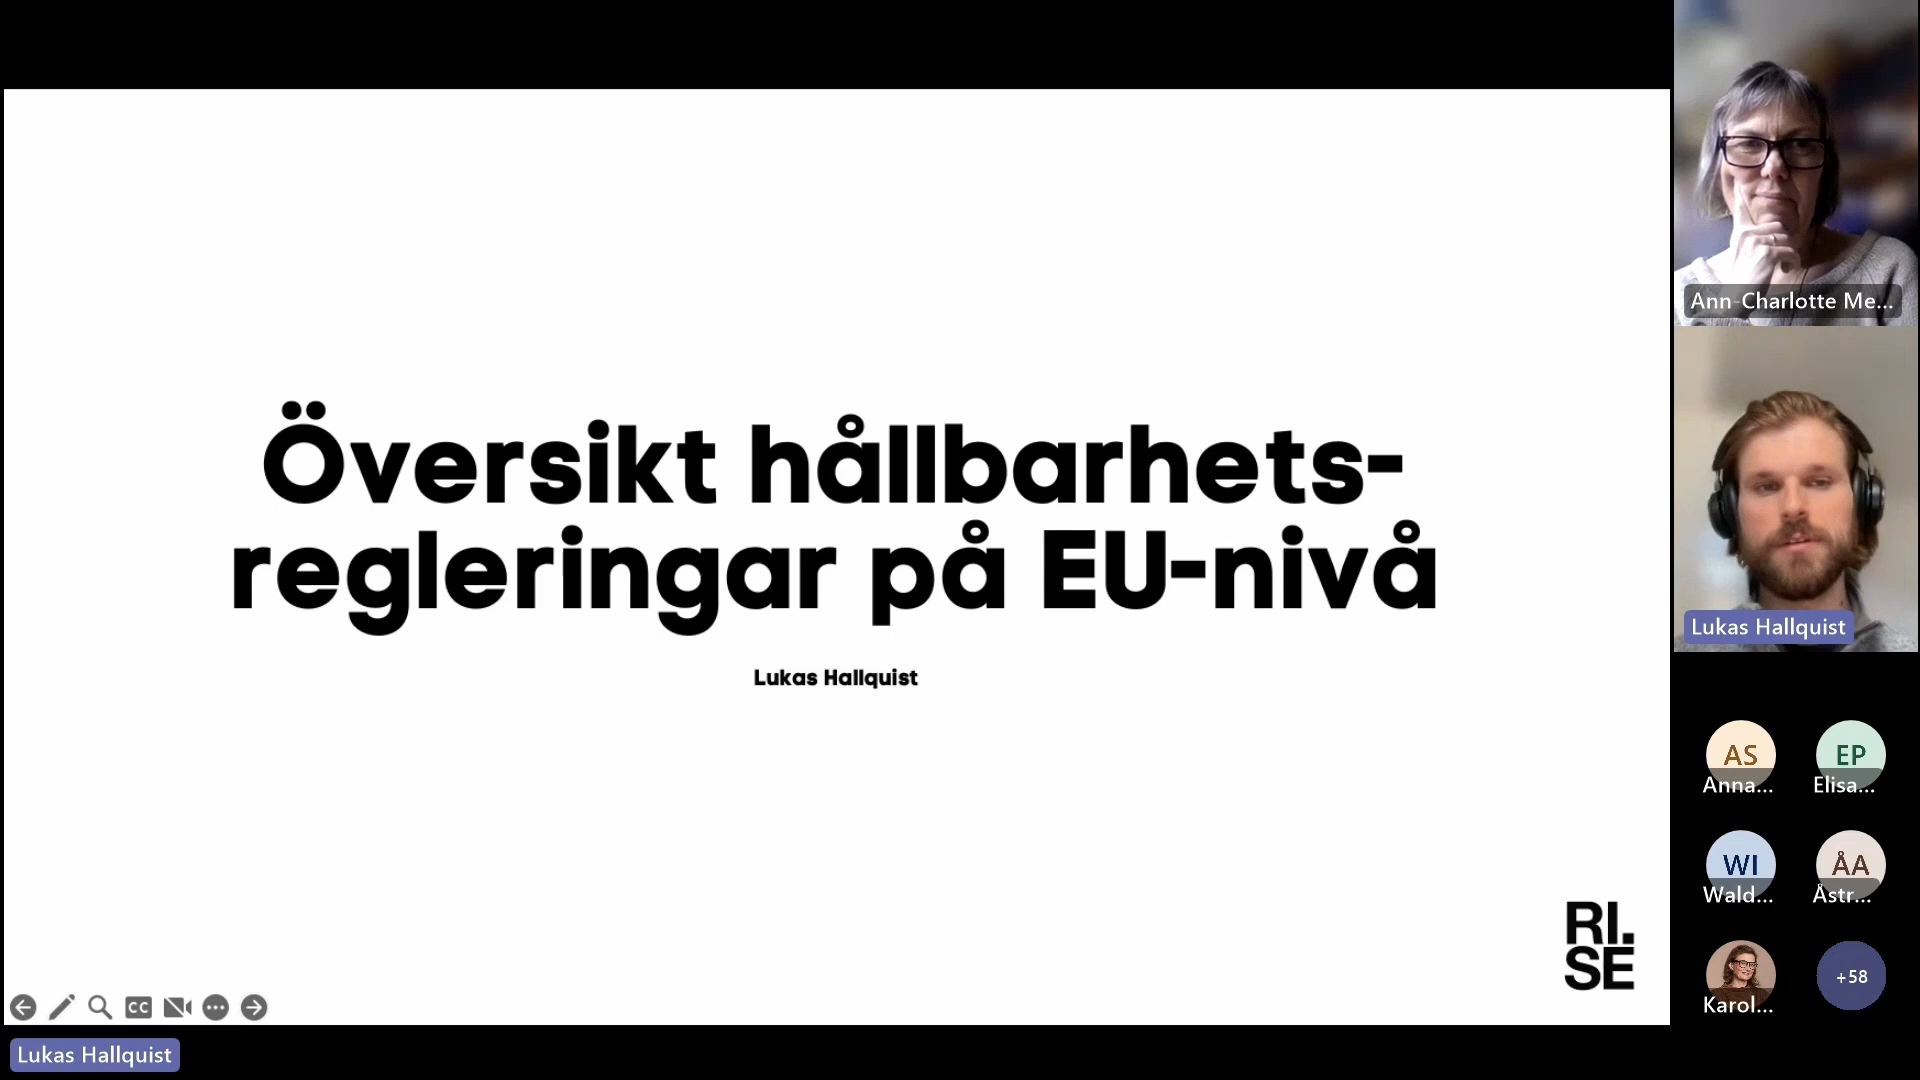 Översikt hållbarhets-
regleringar på EU-nivå
Lukas Hallquist
RI.
SE
CC
Lukas Hallquist
Ann-Charlotte Me...
Lukas Hallquist
AS
Anna...
EP
Elisa...
WI
Wald...
ÅA
Åstr...
Karol...
+58